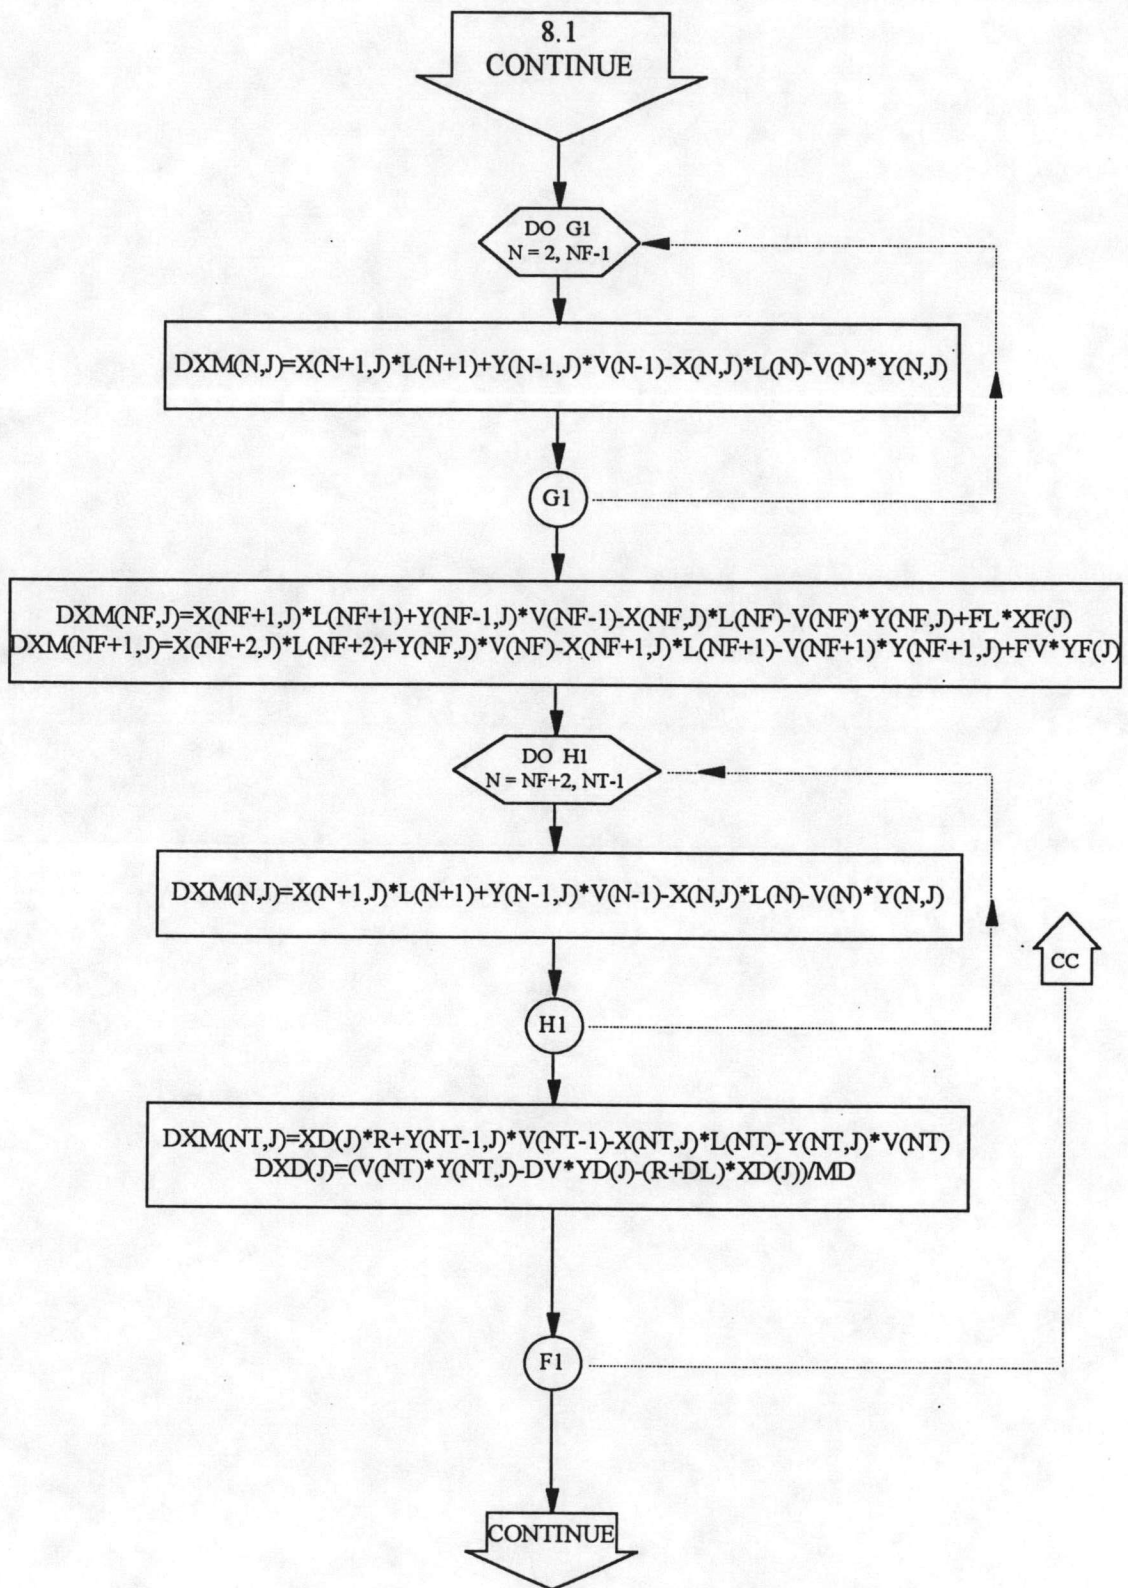 8.1
CONTINUE
DO G1
N = 2, NF-1
DXM(N,J)=X(N+1,J)*L(N+1)+Y(N-1,J)*V(N-1)-X(N,J)*L(N)-V(N)*Y(N,J)
G1
DXM(NF,J)=X(NF+1,J)*L(NF+1)+Y(NF-1,J)*V(NF-1)-X(NF,J)*L(NF)-V(NF)*Y(NF,J)+FL*XF(J)
DXM(NF+1,J)=X(NF+2,J)*L(NF+2)+Y(NF,J)*V(NF)-X(NF+1,J)*L(NF+1)-V(NF+1)*Y(NF+1,J)+FV*YF(J)
DO H1
N = NF+2, NT-1
DXM(N,J)=X(N+1,J)*L(N+1)+Y(N-1,J)*V(N-1)-X(N,J)*L(N)-V(N)*Y(N,J)
CC
H1
DXM(NT,J)=XD(J)*R+Y(NT-1,J)*V(NT-1)-X(NT,J)*L(NT)-Y(NT,J)*V(NT)
DXD(J)=(V(NT)*Y(NT,J)-DV*YD(J)-(R+DL)*XD(J))/MD
F1
CONTINUE